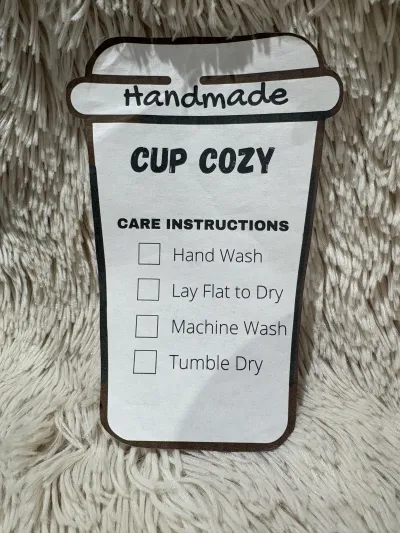 Handmade
CUP COZY
CARE INSTRUCTIONS
Hand Wash
Lay Flat to Dry
Machine Wash
Tumble Dry